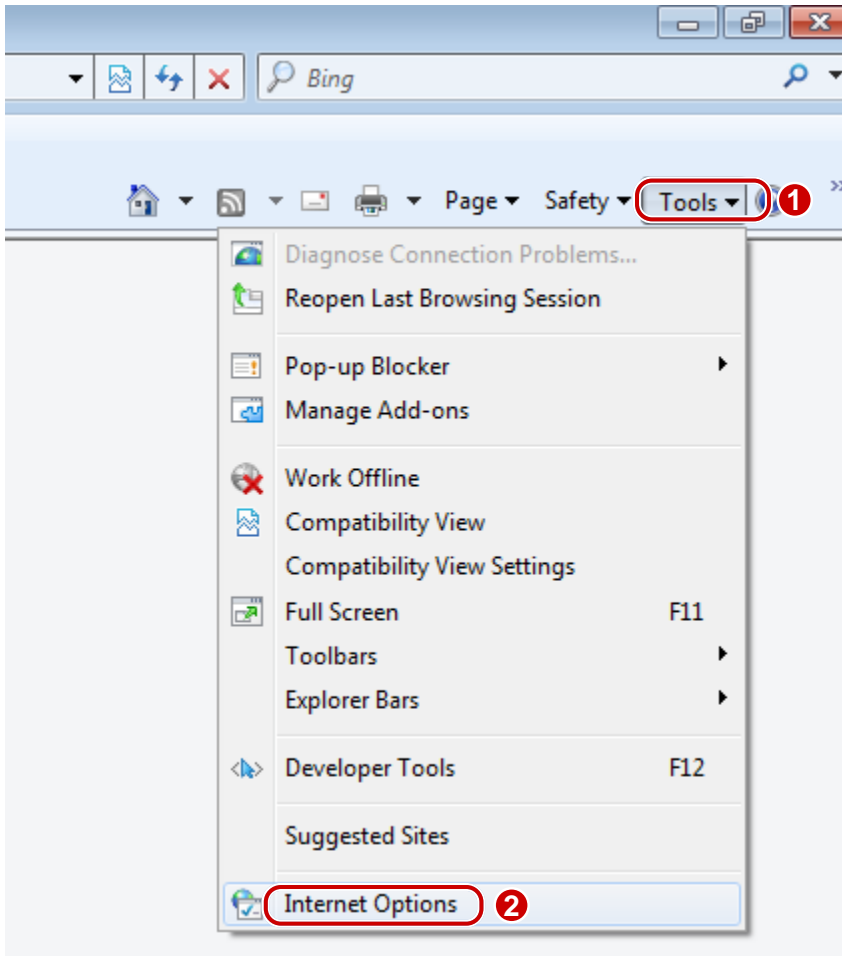 Bing
Page Safety Tools 1
Diagnose Connection Problems...
Reopen Last Browsing Session
Pop-up Blocker
Manage Add-ons
Work Offline
Compatibility View
Compatibility View Settings
Full Screen F11
Toolbars
Explorer Bars
Developer Tools F12
Suggested Sites
Internet Options 2